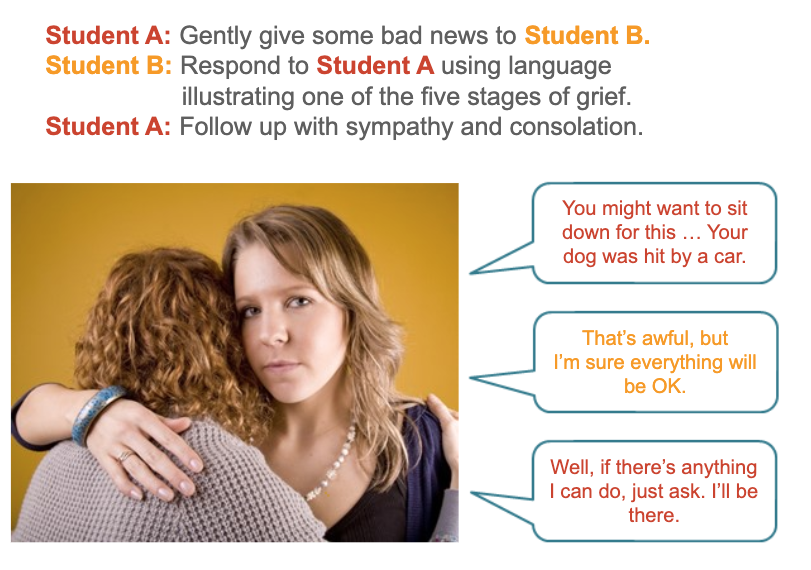 Student A: Gently give some bad news to Student B.
Student B: Respond to Student A using language
illustrating one of the five stages of grief.
Student A: Follow up with sympathy and consolation.
You might want to sit
down for this … Your
dog was hit by a car.
That’s awful, but
I’m sure everything will
be OK.
Well, if there’s anything
I can do, just ask. I’ll be
there.